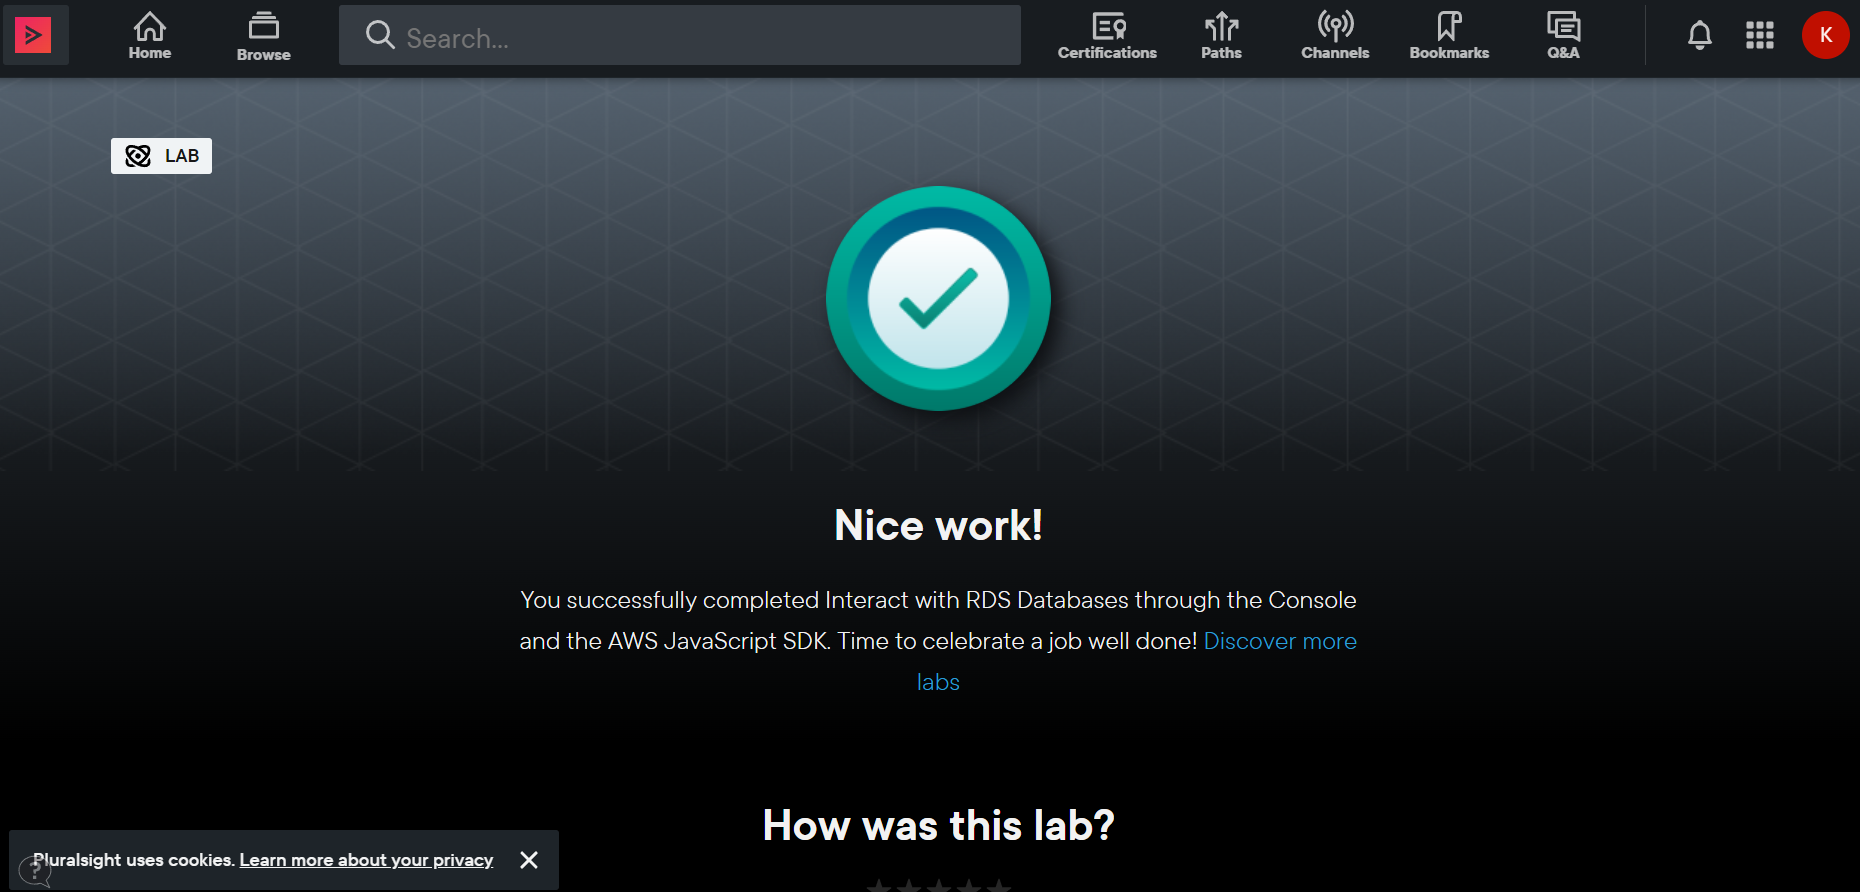 Home
Browse
Search...
Certifications
Paths
Channels
Bookmarks
Q&A
K
LAB
Nice work!
You successfully completed Interact with RDS Databases through the Console
and the AWS JavaScript SDK. Time to celebrate a job well done! Discover more
labs
How was this lab?
Pluralsight uses cookies. Learn more about your privacy
?